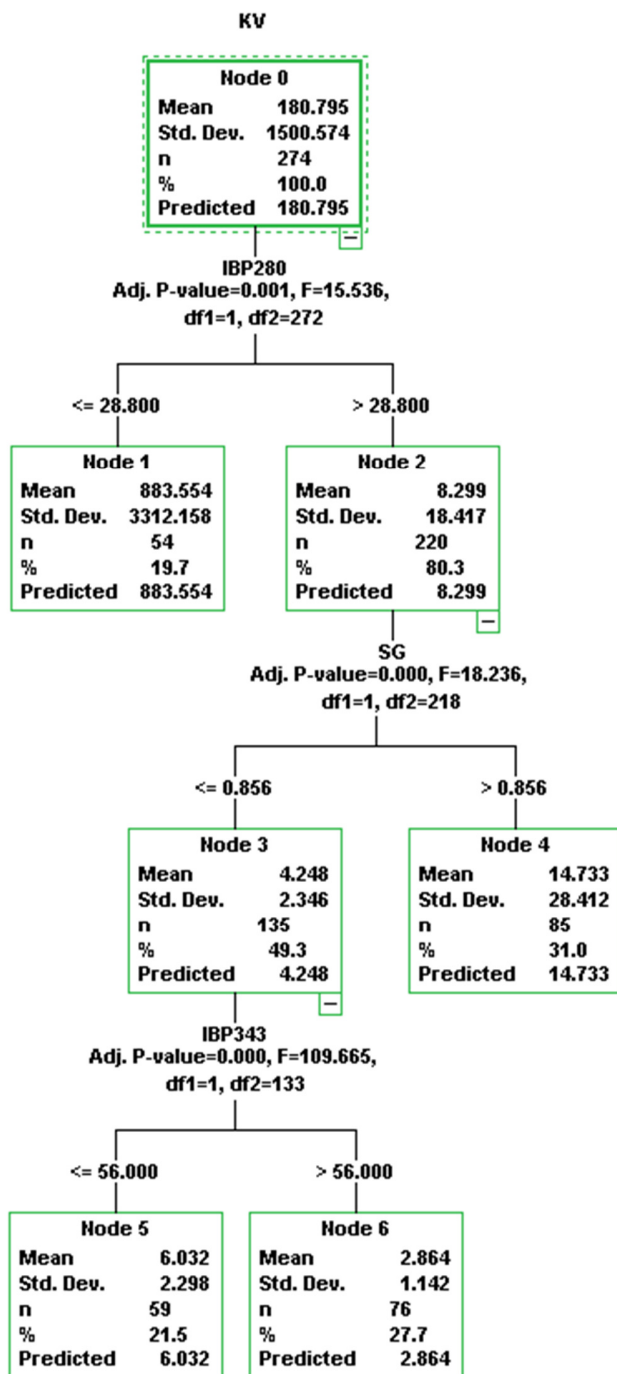 KV
Node 0
Mean 180.795
Std. Dev. 1500.574
n 274
% 100.0
Predicted 180.795
IBP280
Adj. P-value=0.001, F=15.536,
df1=1, df2=272
<= 28.800
> 28.800
Node 1
Mean 883.554
Std. Dev. 3312.158
n 54
% 19.7
Predicted 883.554
Node 2
Mean 8.299
Std. Dev. 18.417
n 220
% 80.3
Predicted 8.299
SG
Adj. P-value=0.000, F=18.236,
df1=1, df2=218
<= 0.856
> 0.856
Node 3
Mean 4.248
Std. Dev. 2.346
n 135
% 49.3
Predicted 4.248
Node 4
Mean 14.733
Std. Dev. 28.412
n 85
% 31.0
Predicted 14.733
IBP343
Adj. P-value=0.000, F=109.665,
df1=1, df2=133
<= 56.000
> 56.000
Node 5
Mean 6.032
Std. Dev. 2.298
n 59
% 21.5
Predicted 6.032
Node 6
Mean 2.864
Std. Dev. 1.142
n 76
% 27.7
Predicted 2.864